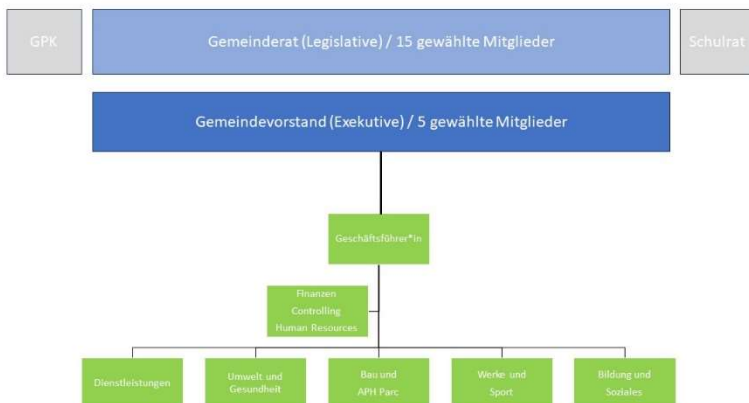 GPK
Gemeinderat (Legislative) / 15 gewählte Mitglieder
Schulrat
Gemeindevorstand (Exekutive) / 5 gewählte Mitglieder
Geschäftsführer*in
Finanzen
Controlling
Human Resources
Dienstleistungen
Umwelt und
Gesundheit
Bau und
APH Parc
Werke und
Sport
Bildung und
Soziales